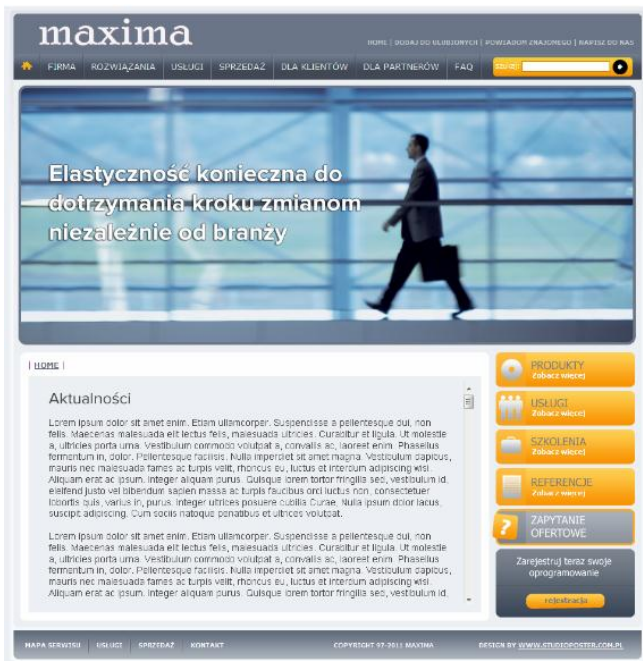 maxima
HOME | DODAJ DO ULUBIONYCH | POWIADOM ZNAJOMEGO | NAPISZ DO NAS
FIRMA ROZWIĄZANIA USŁUGI SPRZEDAŻ DLA KLIENTÓW DLA PARTNERÓW FAQ szukaj:
Elastyczność konieczna do
dotrzymania kroku zmianom
niezależnie od branży
| HOME |
Aktualności
Lorem ipsum dolor sit amet enim. Etiam ullamcorper. Suspendisse a pellentesque dui, non
felis. Maecenas malesuada elit lectus felis, malesuada ultricies. Curabitur et ligula. Ut molestie
a, ultricies porta urna. Vestibulum commodo volutpat a, convallis ac, laoreet enim. Phasellus
fermentum in, dolor. Pellentesque facilisis. Nulla imperdiet sit amet magna. Vestibulum dapibus,
mauris nec malesuada fames ac turpis velit, rhoncus eu, luctus et interdum adipiscing wisi.
Aliquam erat ac ipsum. Integer aliquam purus. Quisque lorem tortor fringilla sed, vestibulum id,
eleifend justo vel bibendum sapien massa ac turpis faucibus orci luctus non, consectetuer
lobortis quis, varius in, purus. Integer ultrices posuere cubilia Curae, Nulla ipsum dolor lacus,
suscipit adipiscing. Cum sociis natoque penatibus et ultrices volutpat.
Lorem ipsum dolor sit amet enim. Etiam ullamcorper. Suspendisse a pellentesque dui, non
felis. Maecenas malesuada elit lectus felis, malesuada ultricies. Curabitur et ligula. Ut molestie
a, ultricies porta urna. Vestibulum commodo volutpat a, convallis ac, laoreet enim. Phasellus
fermentum in, dolor. Pellentesque facilisis. Nulla imperdiet sit amet magna. Vestibulum dapibus,
mauris nec malesuada fames ac turpis velit, rhoncus eu, luctus et interdum adipiscing wisi.
Aliquam erat ac ipsum. Integer aliquam purus. Quisque lorem tortor fringilla sed, vestibulum id,
PRODUKTY
Zobacz więcej
USŁUGI
Zobacz więcej
SZKOLENIA
Zobacz więcej
REFERENCJE
Zobacz więcej
?
ZAPYTANIE
OFERTOWE
Zarejestruj teraz swoje
oprogramowanie
rejestracja
MAPA SERWISU USŁUGI SPRZEDAŻ KONTAKT COPYRIGHT 97-2011 MAXIMA DESIGN BY WWW.STUDIOPOSTER.COM.PL